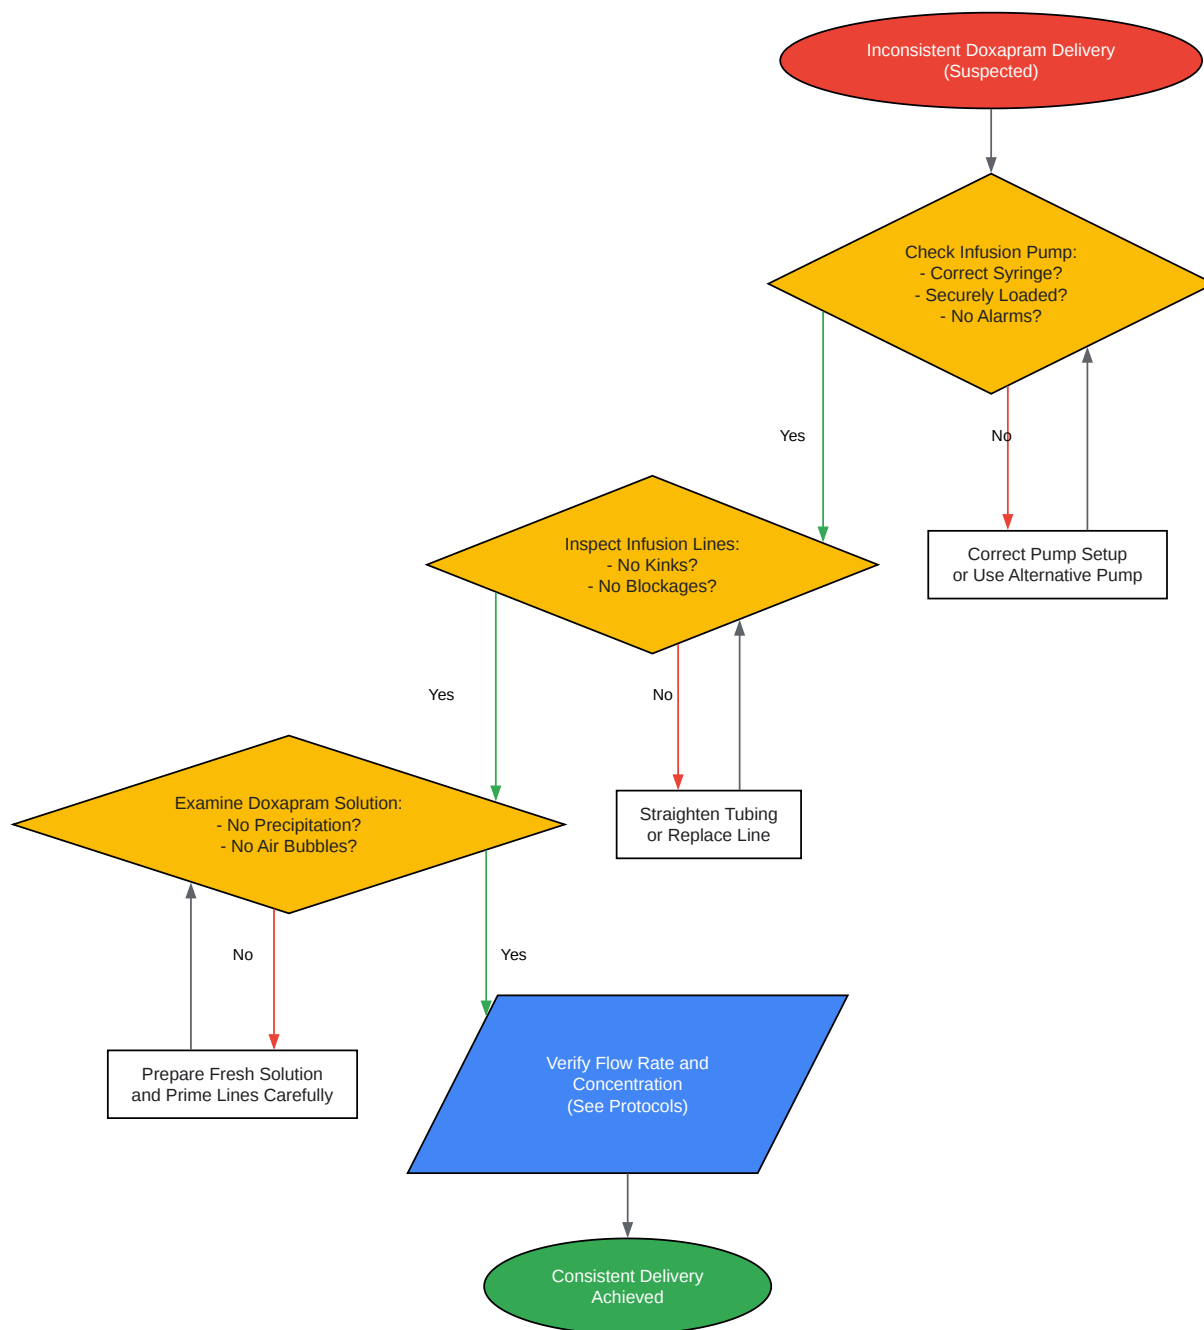 Inconsistent Doxapram Delivery
(Suspected)
Check Infusion Pump:
- Correct Syringe?
- Securely Loaded?
- No Alarms?
Yes
No
Correct Pump Setup
or Use Alternative Pump
Inspect Infusion Lines:
- No Kinks?
- No Blockages?
Yes
No
Straighten Tubing
or Replace Line
Examine Doxapram Solution:
- No Precipitation?
- No Air Bubbles?
No
Yes
Prepare Fresh Solution
and Prime Lines Carefully
Verify Flow Rate and
Concentration
(See Protocols)
Consistent Delivery
Achieved